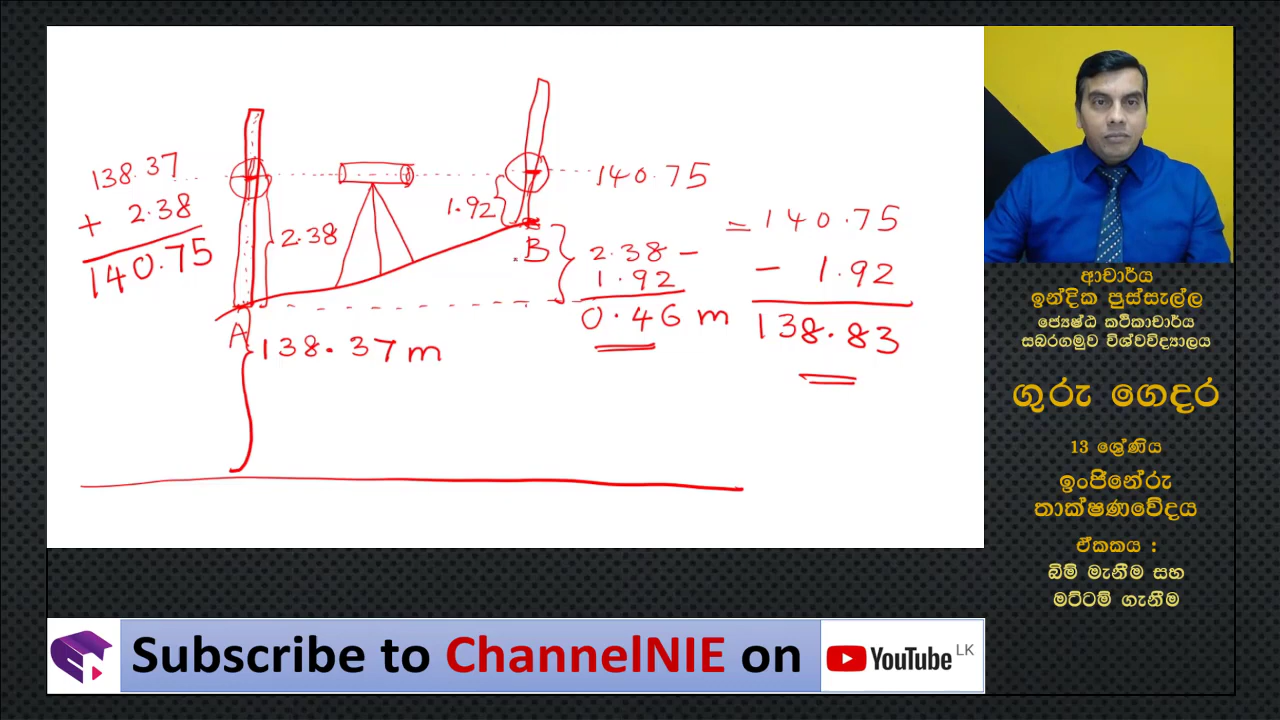 138.37
+ 2.38
140.75
2.38
A
138.37m
1.92
B
140.75
2.38 -
1.92
0.46 m
= 140.75
- 1.92
138.83
ආචාර්ය
ඉන්දික පුස්සැල්ල
ජ්‍යෙෂ්ඨ කථිකාචාර්ය
සබරගමුව විශ්වවිද්‍යාලය
ගුරු ගෙදර
13 ශ්‍රේණිය
ඉංජිනේරු
තාක්ෂණවේදය
ඒකකය :
බිම් මැනීම සහ
මට්ටම් ගැනීම
Subscribe to ChannelNIE on
YouTube LK